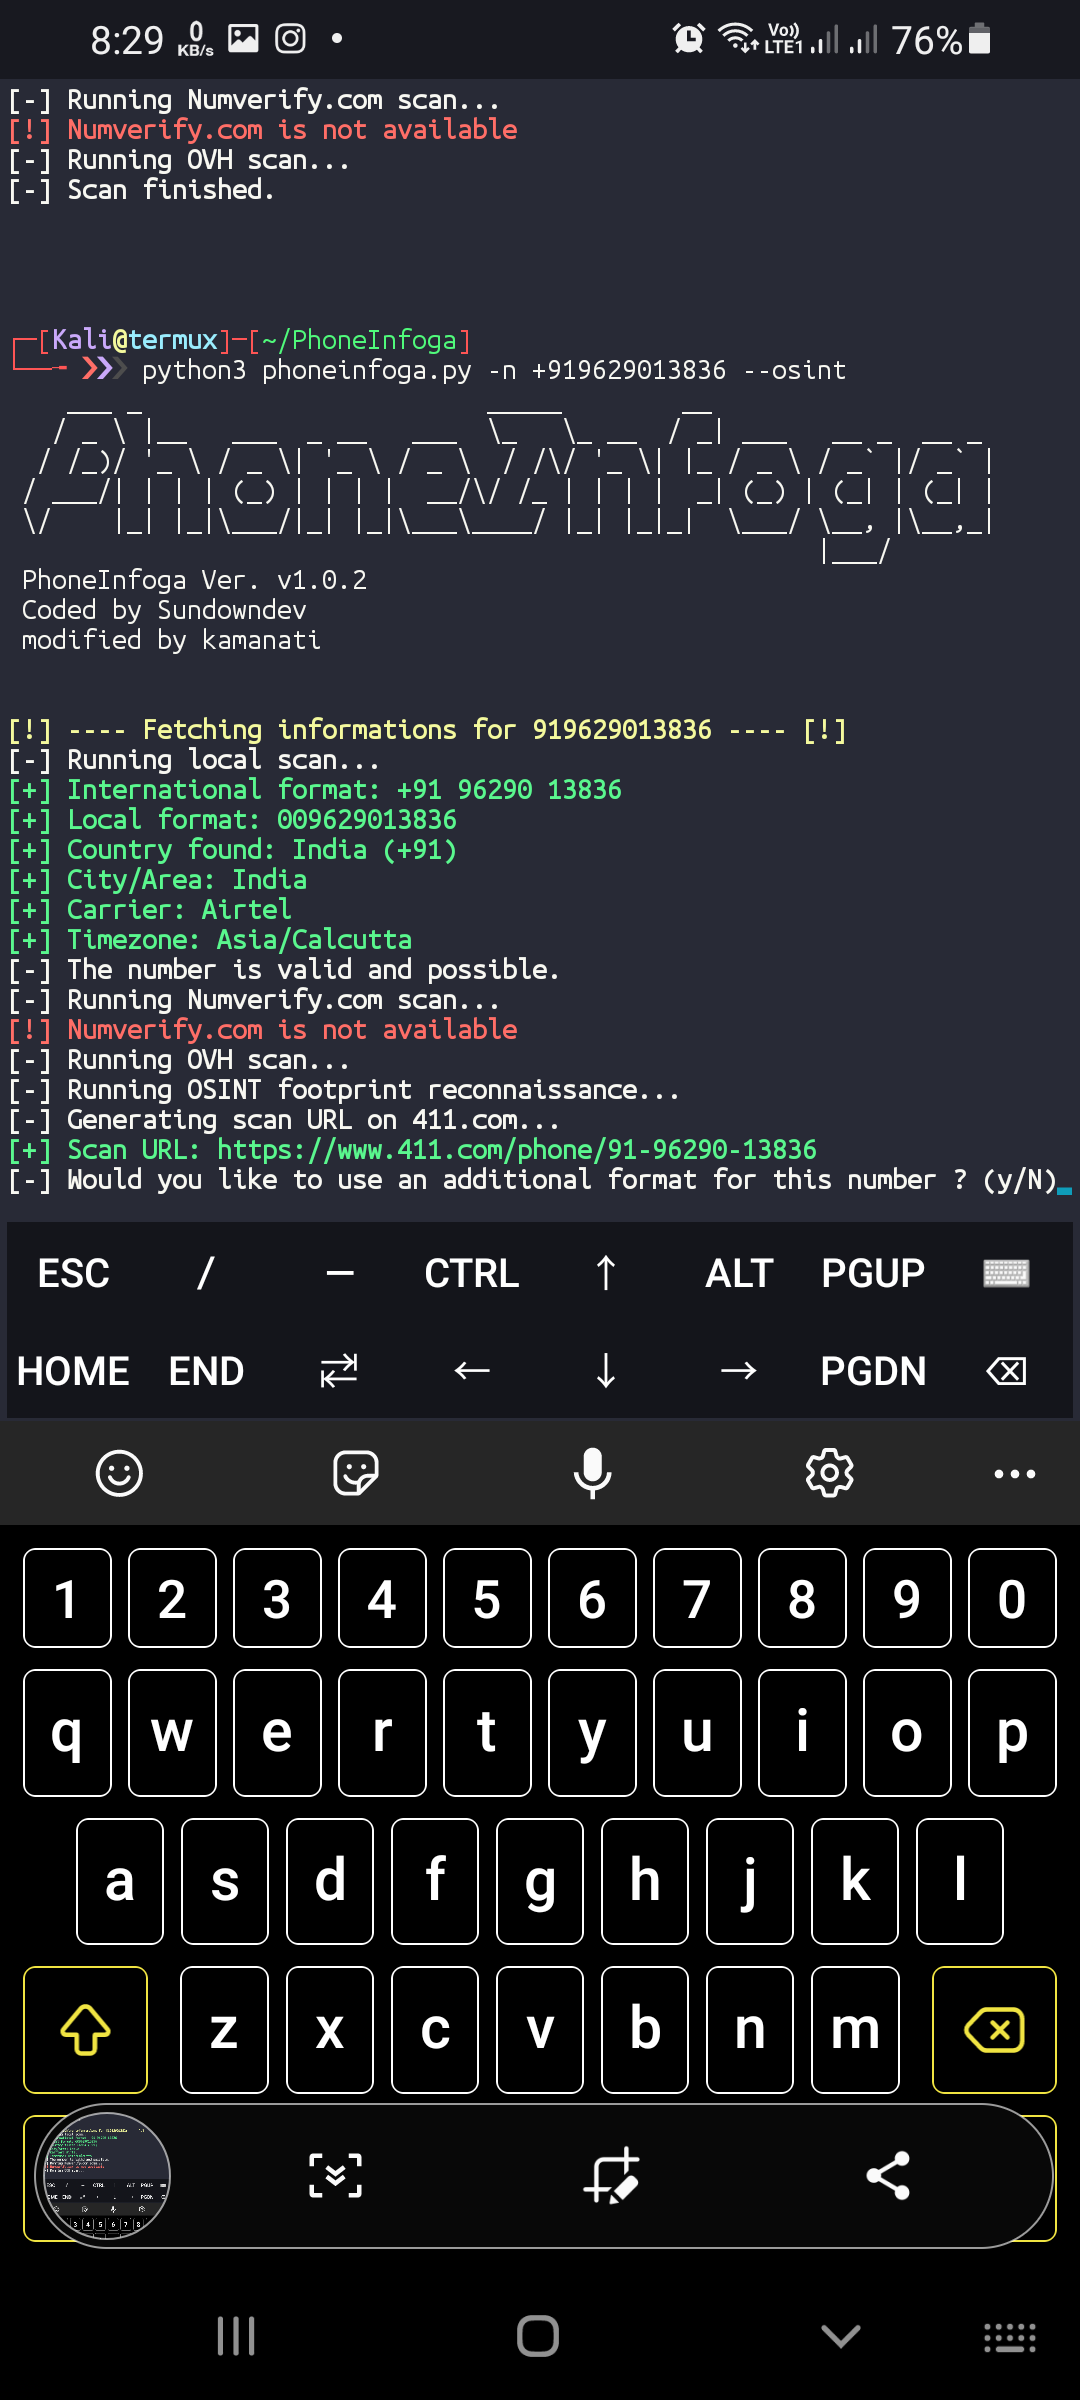 8:29 0 KB/s Vo)) LTE1 76%
[-] Running Numverify.com scan...
[!] Numverify.com is not available
[-] Running OVH scan...
[-] Scan finished.
[Kali@termux]-[~/PhoneInfoga]
python3 phoneinfoga.py -n +919629013836 --osint
PhoneInfoga
PhoneInfoga Ver. v1.0.2
Coded by Sundowndev
modified by kamanati
[!] ---- Fetching informations for 919629013836 ---- [!]
[-] Running local scan...
[+] International format: +91 96290 13836
[+] Local format: 009629013836
[+] Country found: India (+91)
[+] City/Area: India
[+] Carrier: Airtel
[+] Timezone: Asia/Calcutta
[-] The number is valid and possible.
[-] Running Numverify.com scan...
[!] Numverify.com is not available
[-] Running OVH scan...
[-] Running OSINT footprint reconnaissance...
[-] Generating scan URL on 411.com...
[+] Scan URL: https://www.411.com/phone/91-96290-13836
[-] Would you like to use an additional format for this number ? (y/N)
ESC / — CTRL ↑ ALT PGUP
HOME END ⇄ ← ↓ → PGDN
1 2 3 4 5 6 7 8 9 0
q w e r t y u i o p
a s d f g h j k l
z x c v b n m